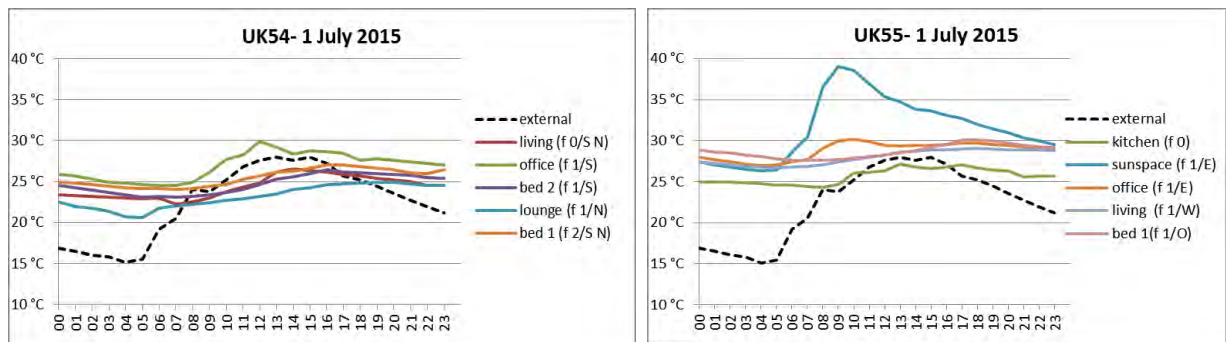 UK54- 1 July 2015
40 °C
35 °C
30 °C
25 °C
20 °C
15 °C
10 °C
00 01 02 03 04 05 06 07 08 09 10 11 12 13 14 15 16 17 18 19 20 21 22 23
external
living (f 0/S N)
office (f 1/S)
bed 2 (f 1/S)
lounge (f 1/N)
bed 1 (f 2/S N)
UK55- 1 July 2015
40 °C
35 °C
30 °C
25 °C
20 °C
15 °C
10 °C
00 01 02 03 04 05 06 07 08 09 10 11 12 13 14 15 16 17 18 19 20 21 22 23
external
kitchen (f 0)
sunspace (f 1/E)
office (f 1/E)
living (f 1/W)
bed 1(f 1/O)